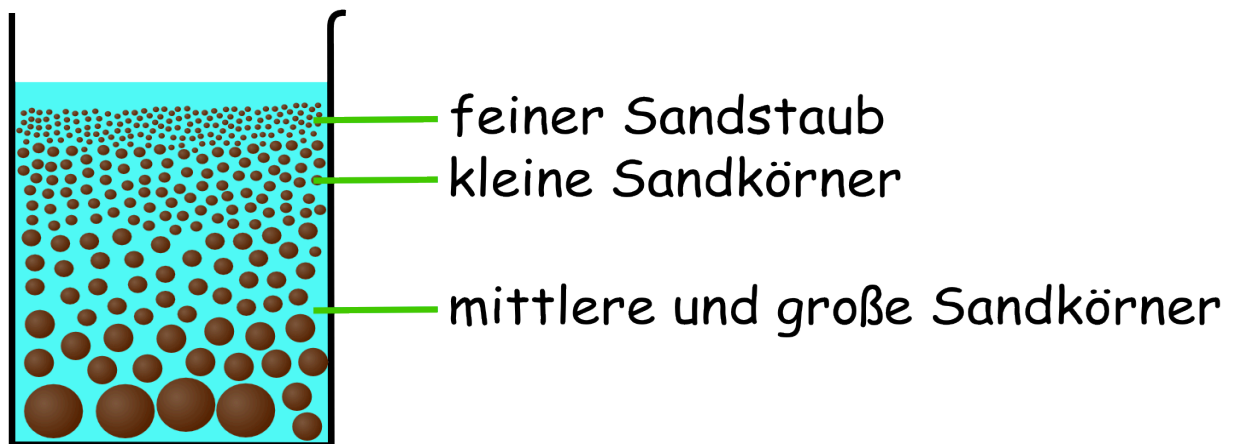 feiner Sandstaub
kleine Sandkörner
mittlere und große Sandkörner